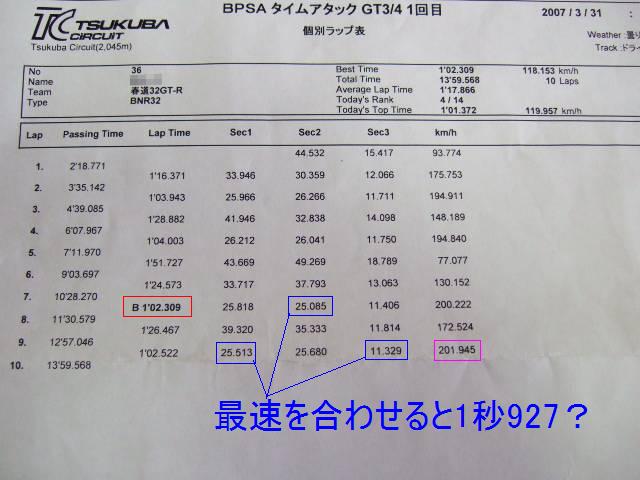 TSUKUBA
CIRCUIT
Tsukuba Circuit(2,045m)
BPSA タイムアタック GT3/4 1回目
個別ラップ表
2007 / 3 / 31 :
Weather :曇り
Track :ドライ
No 36
Name
Team 春道32GT-R
Type BNR32
Best Time 1'02.309 118.153 km/h
Total Time 13'59.568 10 Laps
Average Lap Time 1'17.866
Today's Rank 4 / 14
Today's Top Time 1'01.372 119.957 km/h
Lap Passing Time Lap Time Sec1 Sec2 Sec3 km/h
44.532 15.417 93.774
1. 2'18.771
1'16.371 33.946 30.359 12.066 175.753
2. 3'35.142
1'03.943 25.966 26.266 11.711 194.911
3. 4'39.085
1'28.882 41.946 32.838 14.098 148.189
4. 6'07.967
1'04.003 26.212 26.041 11.750 194.840
5. 7'11.970
1'51.727 43.669 49.269 18.789 77.077
6. 9'03.697
1'24.573 33.717 37.793 13.063 130.152
7. 10'28.270
B 1'02.309 25.818 25.085 11.406 200.222
8. 11'30.579
1'26.467 39.320 35.333 11.814 172.524
9. 12'57.046
1'02.522 25.513 25.680 11.329 201.945
10. 13'59.568
最速を合わせると1秒927？